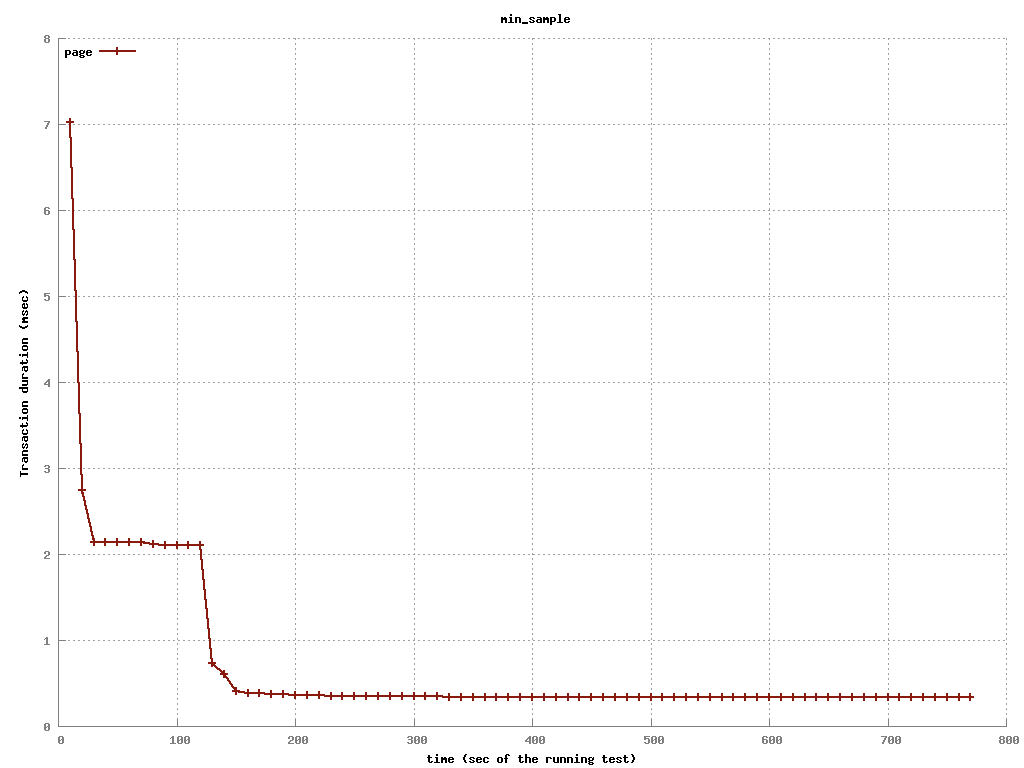 min_sample
page
8
7
6
5
4
3
2
1
0
Transaction duration (msec)
0 100 200 300 400 500 600 700 800
time (sec of the running test)